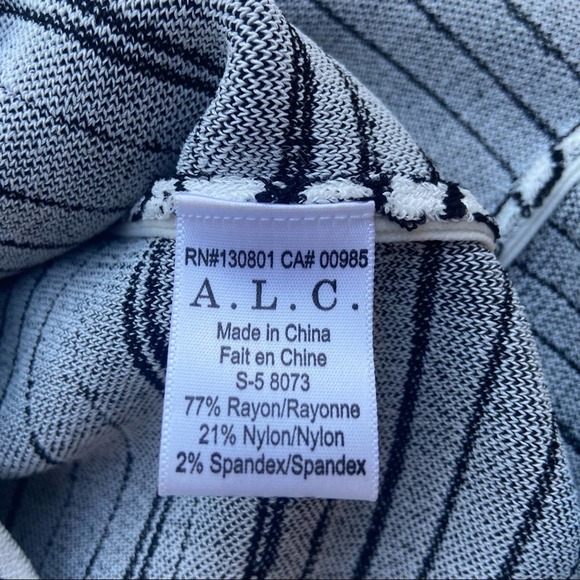 RN#130801 CA# 00985
A.L.C.
Made in China
Fait en Chine
S-5 8073
77% Rayon/Rayonne
21% Nylon/Nylon
2% Spandex/Spandex